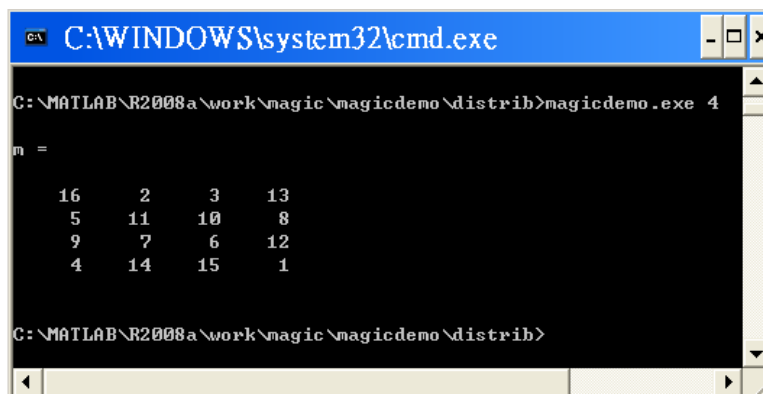 C:\WINDOWS\system32\cmd.exe
C:\MATLAB\R2008a\work\magic\magicdemo\distrib>magicdemo.exe 4
m =
16 2 3 13
5 11 10 8
9 7 6 12
4 14 15 1
C:\MATLAB\R2008a\work\magic\magicdemo\distrib>